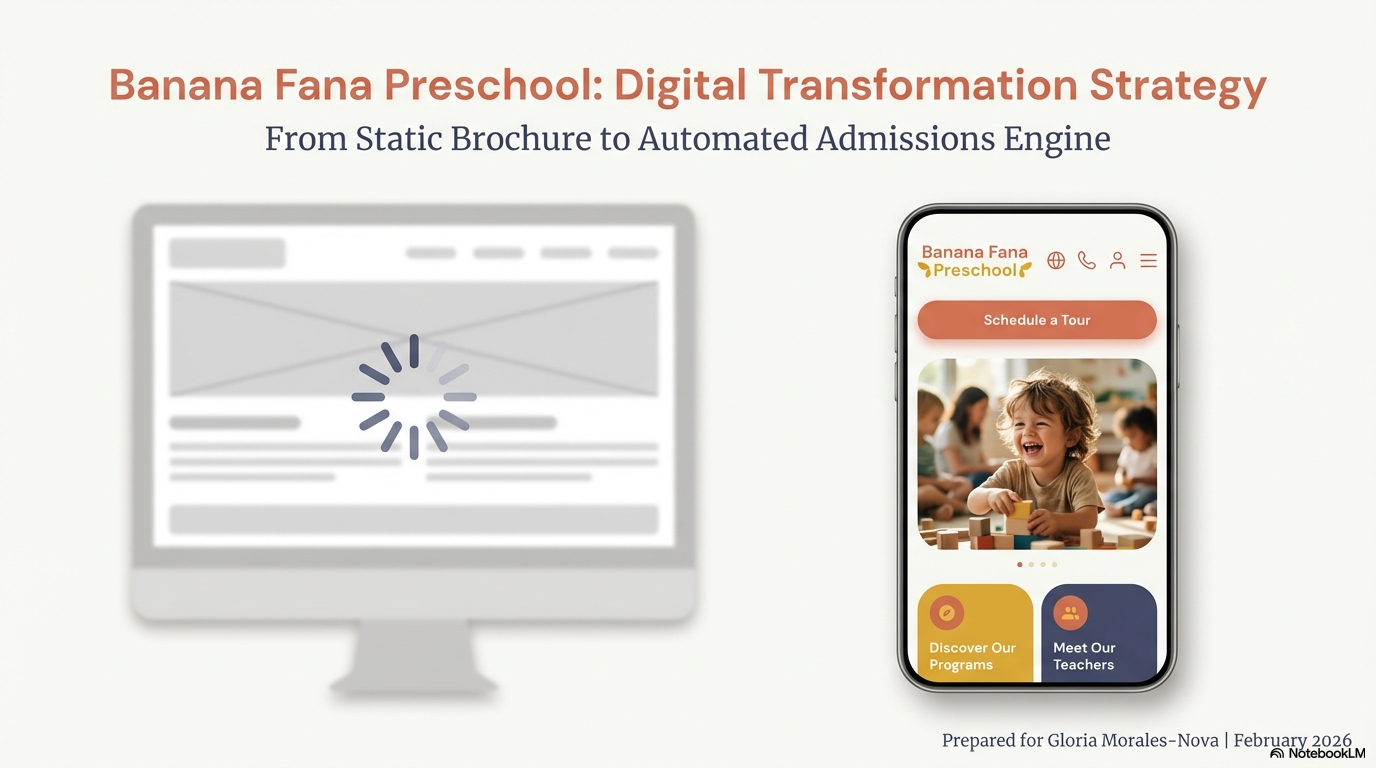 Banana Fana Preschool: Digital Transformation Strategy
From Static Brochure to Automated Admissions Engine
Banana Fana
Preschool
Schedule a Tour
Discover Our
Programs
Meet Our
Teachers
Prepared for Gloria Morales-Nova | February 2026
NotebookLM